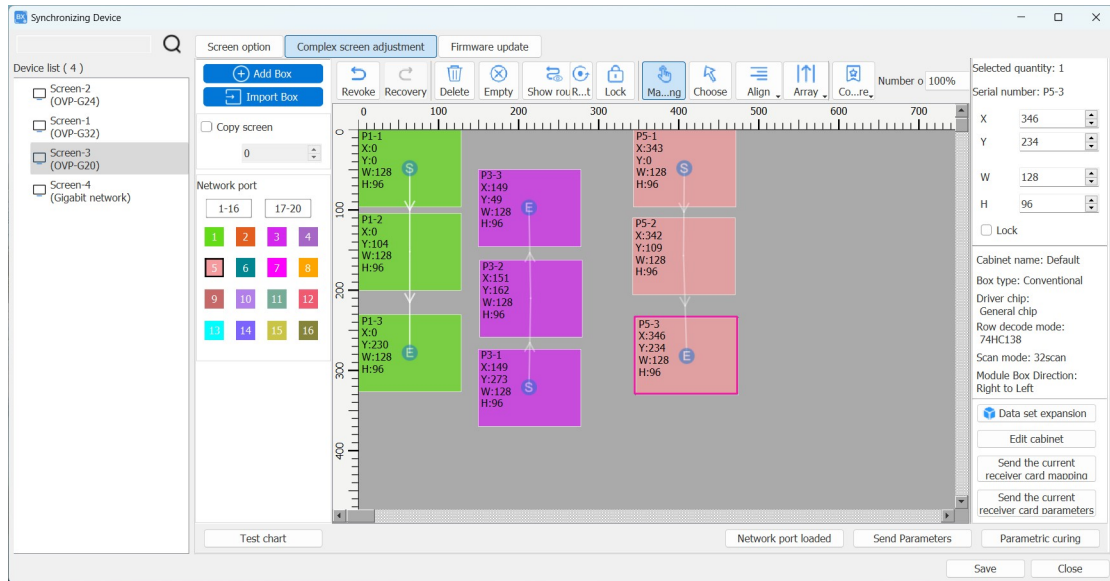 BX
Synchronizing Device
Device list ( 4 )
Screen-2
(OVP-G24)
Screen-1
(OVP-G32)
Screen-3
(OVP-G20)
Screen-4
(Gigabit network)
Screen option
Complex screen adjustment
Firmware update
Add Box
Import Box
Copy screen
0
Network port
1-16
17-20
1
2
3
4
5
6
7
8
9
10
11
12
13
14
15
16
Revoke
Recovery
Delete
Empty
Show rou
R...t
Lock
Ma...ng
Choose
Align
Array
Co...re
Number o
100%
0
100
200
300
400
500
600
700
0
100
200
300
400
P1-1
X:0
Y:0
W:128
H:96
S
P1-2
X:0
Y:104
W:128
H:96
P1-3
X:0
Y:230
W:128
H:96
E
P3-3
X:149
Y:49
W:128
H:96
E
P3-2
X:151
Y:162
W:128
H:96
P3-1
X:149
Y:273
W:128
H:96
S
P5-1
X:343
Y:0
W:128
H:96
S
P5-2
X:342
Y:109
W:128
H:96
P5-3
X:346
Y:234
W:128
H:96
E
Selected quantity: 1
Serial number: P5-3
X 346
Y 234
W 128
H 96
Lock
Cabinet name: Default
Box type: Conventional
Driver chip:
General chip
Row decode mode:
74HC138
Scan mode: 32scan
Module Box Direction:
Right to Left
Data set expansion
Edit cabinet
Send the current
receiver card mapping
Send the current
receiver card parameters
Test chart
Network port loaded
Send Parameters
Parametric curing
Save
Close